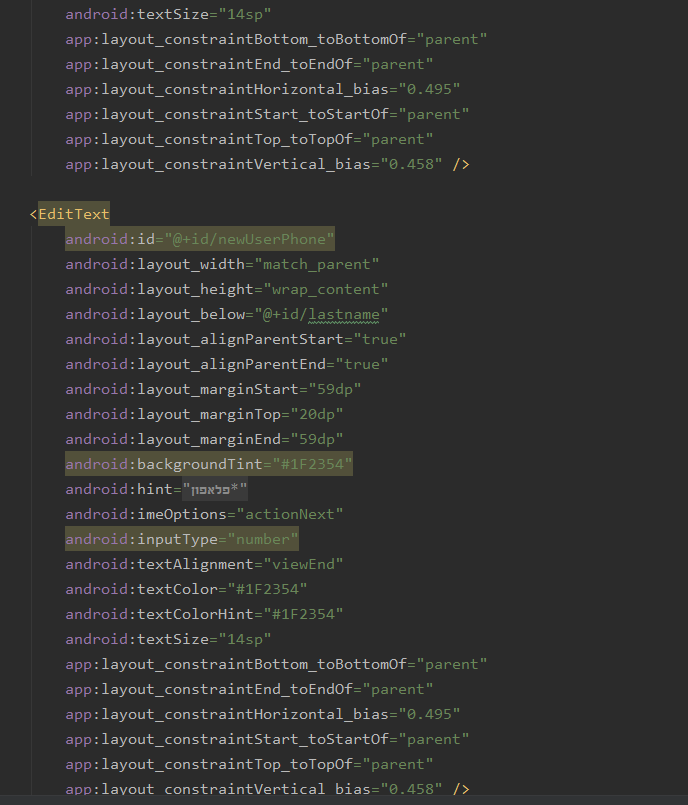 android:textSize="14sp"
app:layout_constraintBottom_toBottomOf="parent"
app:layout_constraintEnd_toEndOf="parent"
app:layout_constraintHorizontal_bias="0.495"
app:layout_constraintStart_toStartOf="parent"
app:layout_constraintTop_toTopOf="parent"
app:layout_constraintVertical_bias="0.458" />
<EditText
android:id="@+id/newUserPhone"
android:layout_width="match_parent"
android:layout_height="wrap_content"
android:layout_below="@+id/lastname"
android:layout_alignParentStart="true"
android:layout_alignParentEnd="true"
android:layout_marginStart="59dp"
android:layout_marginTop="20dp"
android:layout_marginEnd="59dp"
android:backgroundTint="#1F2354"
android:hint="פלאפון*"
android:imeOptions="actionNext"
android:inputType="number"
android:textAlignment="viewEnd"
android:textColor="#1F2354"
android:textColorHint="#1F2354"
android:textSize="14sp"
app:layout_constraintBottom_toBottomOf="parent"
app:layout_constraintEnd_toEndOf="parent"
app:layout_constraintHorizontal_bias="0.495"
app:layout_constraintStart_toStartOf="parent"
app:layout_constraintTop_toTopOf="parent"
app:layout_constraintVertical_bias="0.458" />